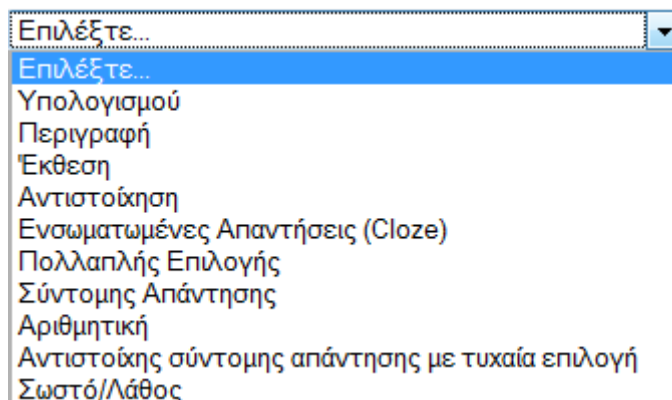 Επιλέξτε...
Επιλέξτε...
Υπολογισμού
Περιγραφή
Έκθεση
Αντιστοίχηση
Ενσωματωμένες Απαντήσεις (Cloze)
Πολλαπλής Επιλογής
Σύντομης Απάντησης
Αριθμητική
Αντιστοίχης σύντομης απάντησης με τυχαία επιλογή
Σωστό/Λάθος